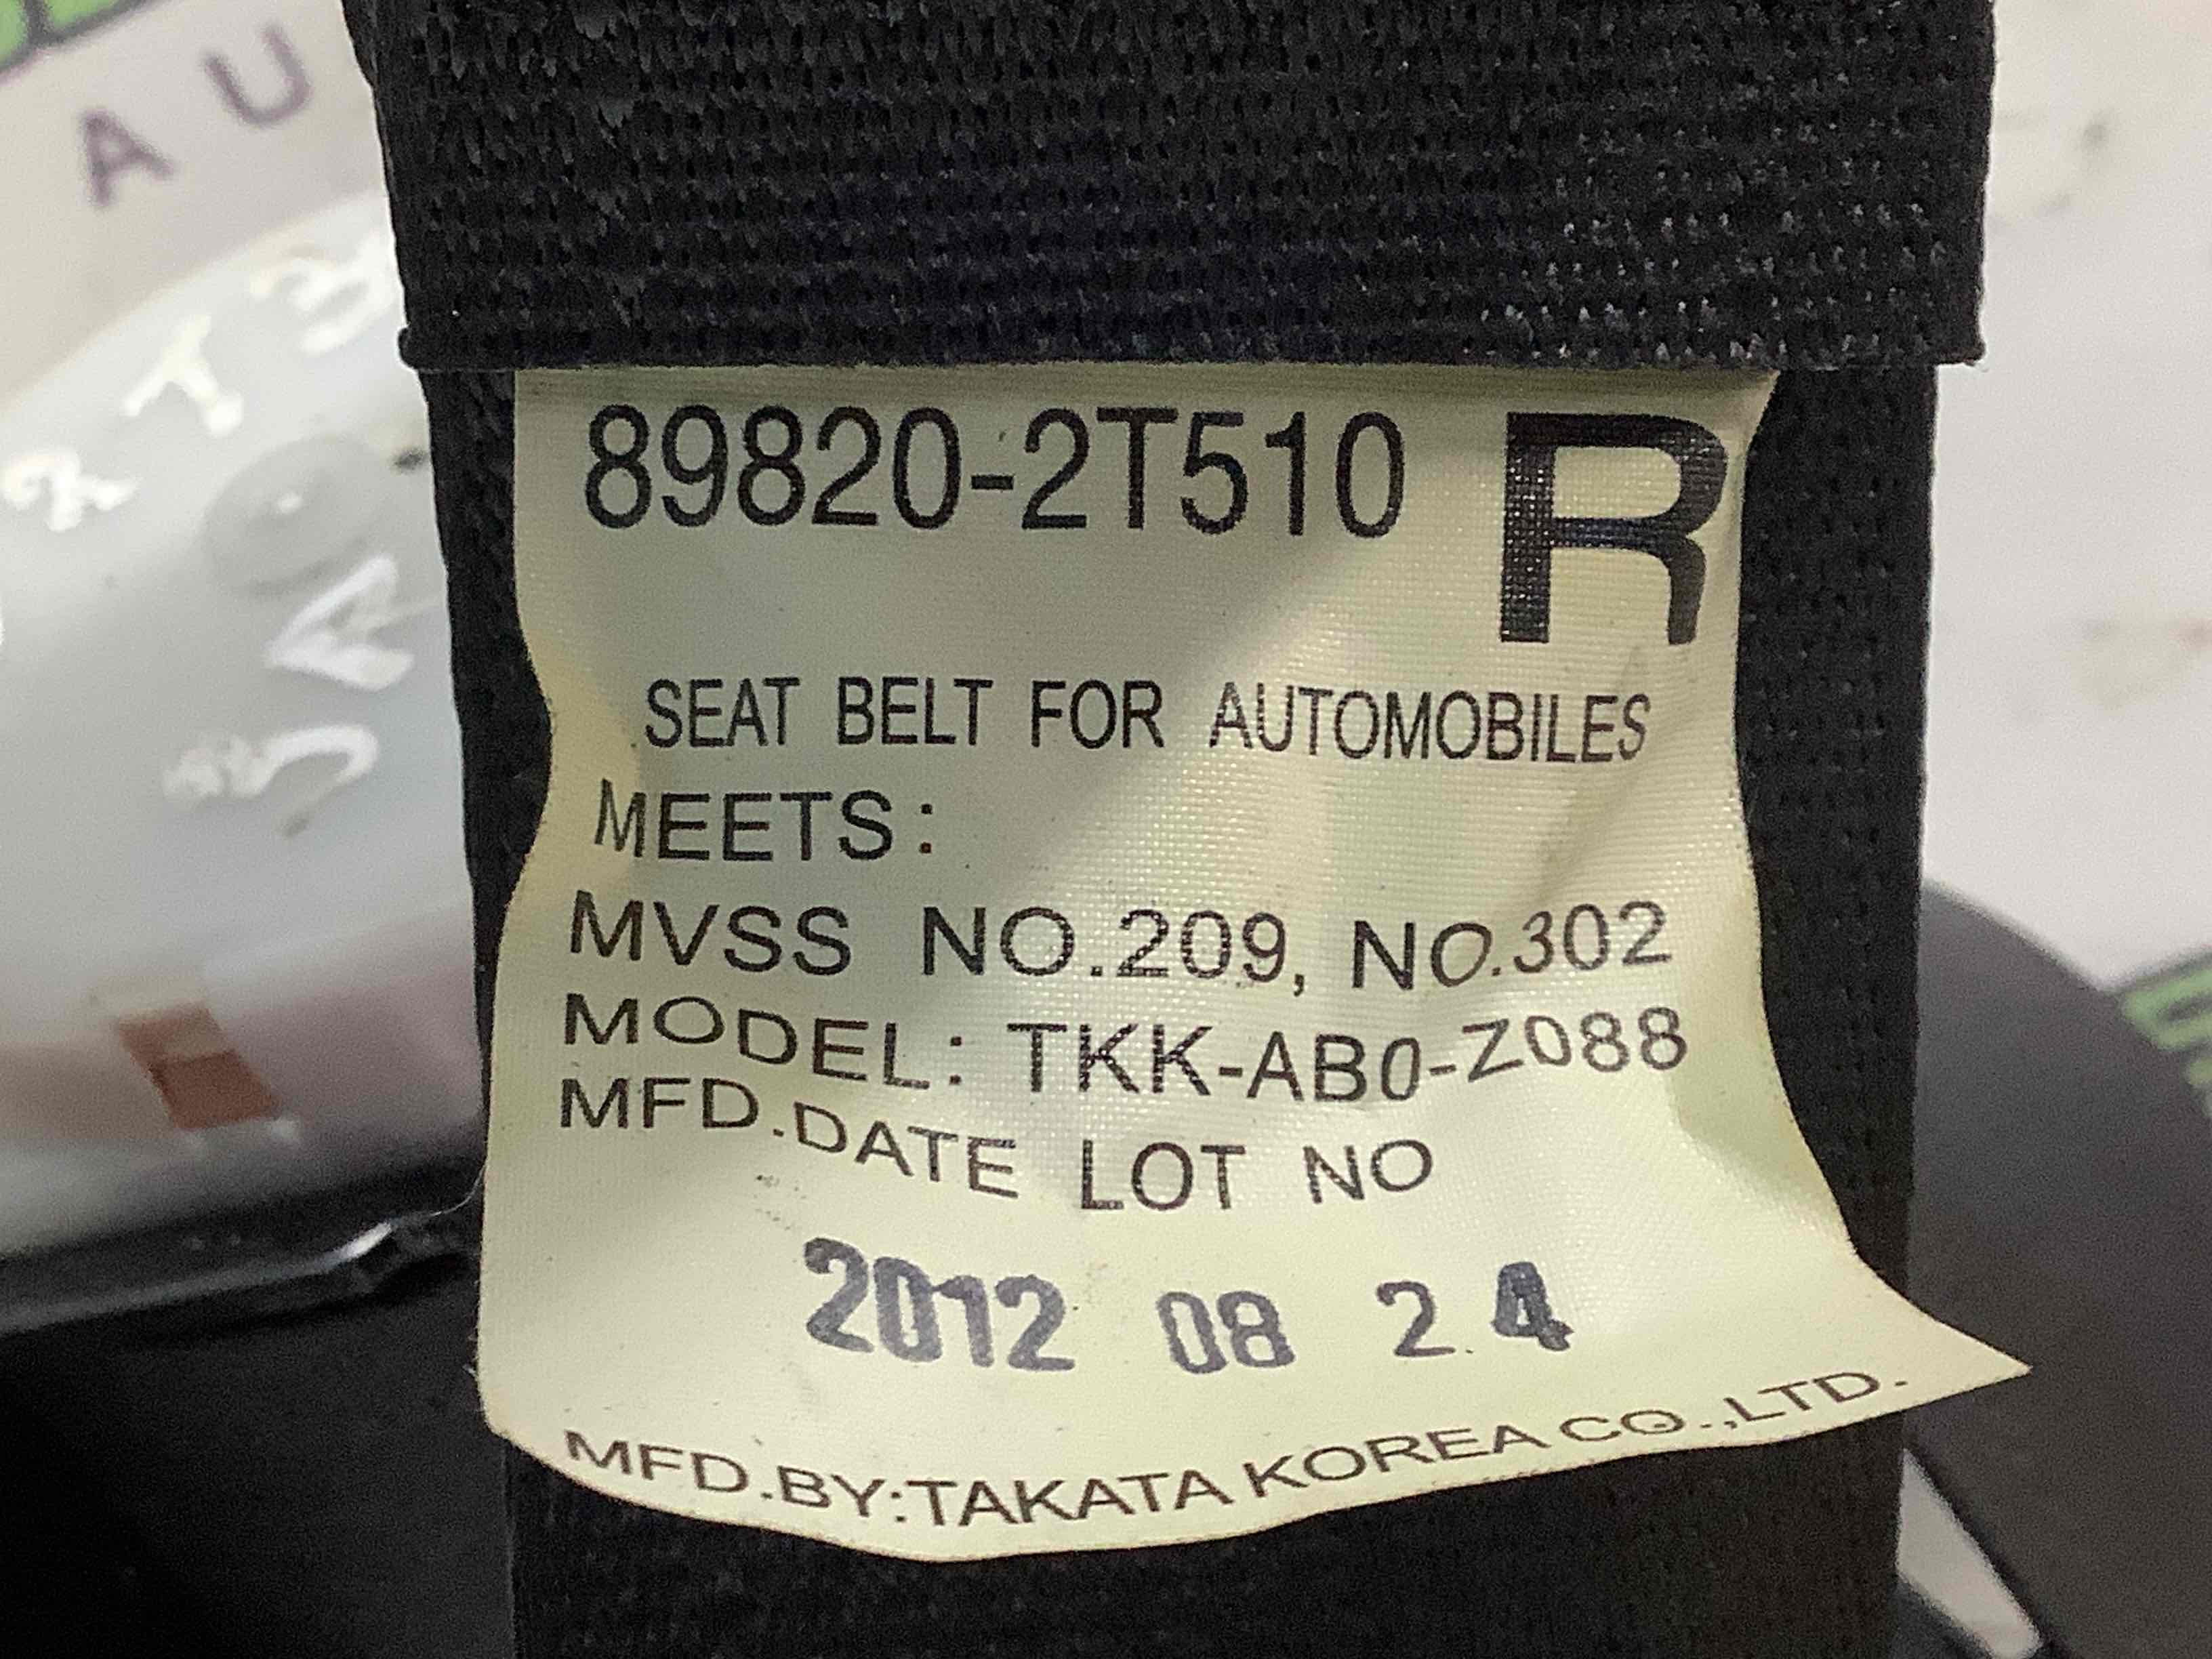 A U
89820-2T510 R
SEAT BELT FOR AUTOMOBILES
MEETS:
MVSS NO.209, NO.302
MODEL: TKK-AB0-Z088
MFD.DATE LOT NO
2012 08 2 4
MFD.BY:TAKATA KOREA CO.,LTD.